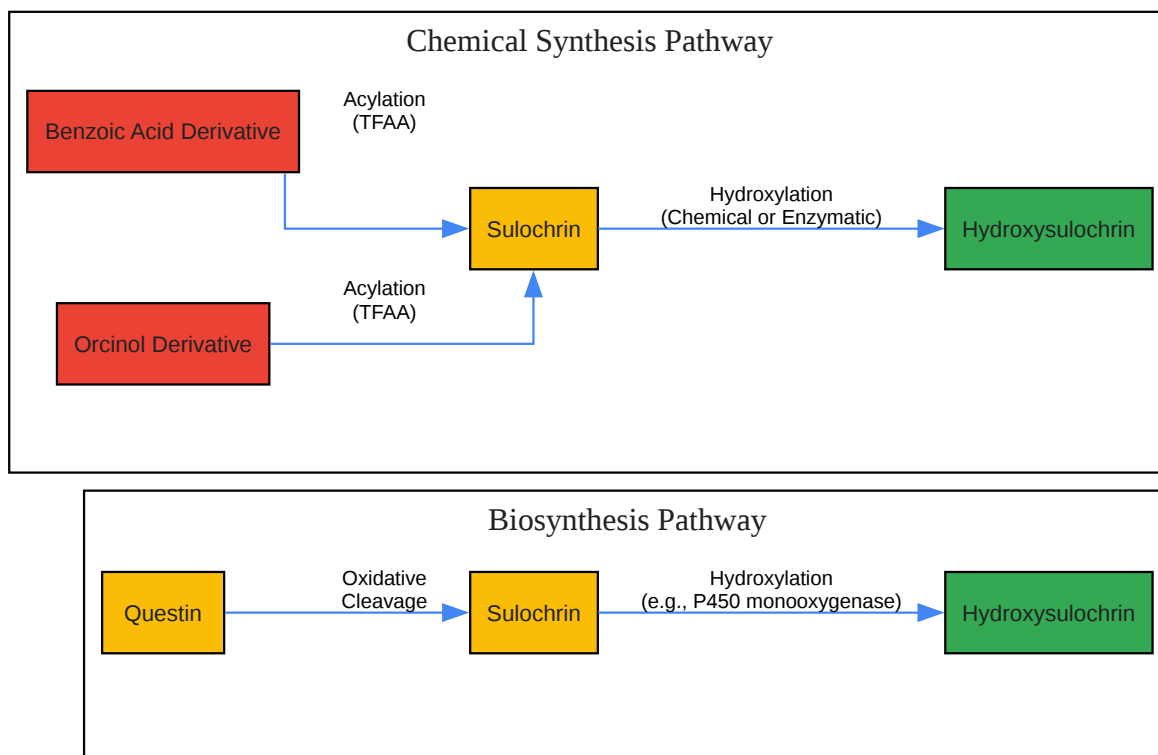 Chemical Synthesis Pathway
Benzoic Acid Derivative
Acylation
(TFAA)
Sulochrin
Hydroxylation
(Chemical or Enzymatic)
Hydroxysulochrin
Acylation
(TFAA)
Orcinol Derivative
Biosynthesis Pathway
Questin
Oxidative
Cleavage
Sulochrin
Hydroxylation
(e.g., P450 monooxygenase)
Hydroxysulochrin